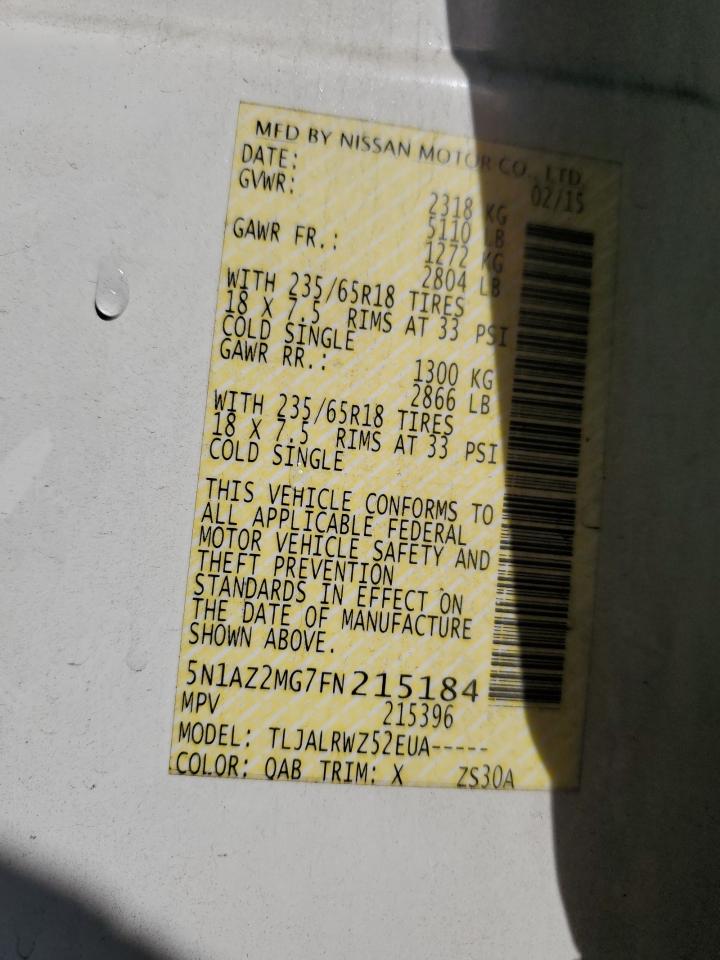 MFD BY NISSAN MOTOR CO., LTD.
DATE: 02/15
GVWR: 2318 KG
5110 LB
GAWR FR.: 1272 KG
2804 LB
WITH 235/65R18 TIRES
18 X 7.5 RIMS AT 33 PSI
COLD SINGLE
GAWR RR.: 1300 KG
2866 LB
WITH 235/65R18 TIRES
18 X 7.5 RIMS AT 33 PSI
COLD SINGLE
THIS VEHICLE CONFORMS TO
ALL APPLICABLE FEDERAL
MOTOR VEHICLE SAFETY AND
THEFT PREVENTION
STANDARDS IN EFFECT ON
THE DATE OF MANUFACTURE
SHOWN ABOVE.
5N1AZ2MG7FN215184
MPV 215396
MODEL: TLJALRWZ52EUA-----
COLOR: QAB TRIM: X ZS30A